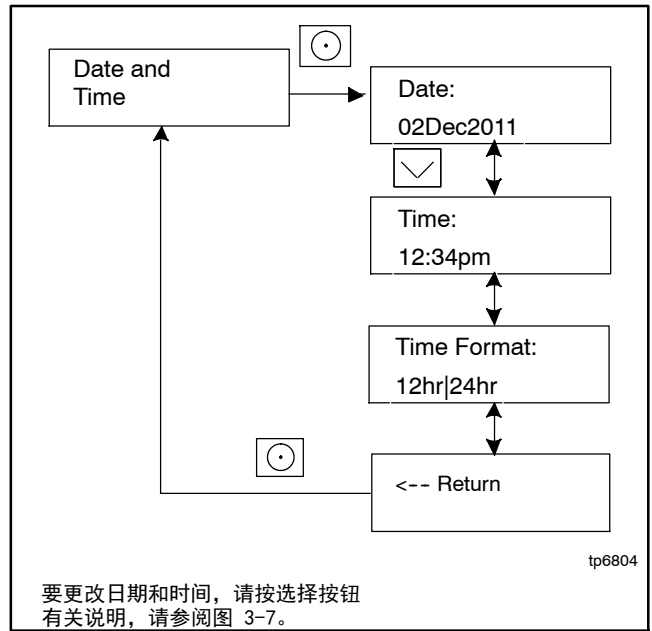 Date and
Time
Date:
02Dec2011
Time:
12:34pm
Time Format:
12hr|24hr
<-- Return
tp6804
要更改日期和时间，请按选择按钮
有关说明，请参阅图 3-7。